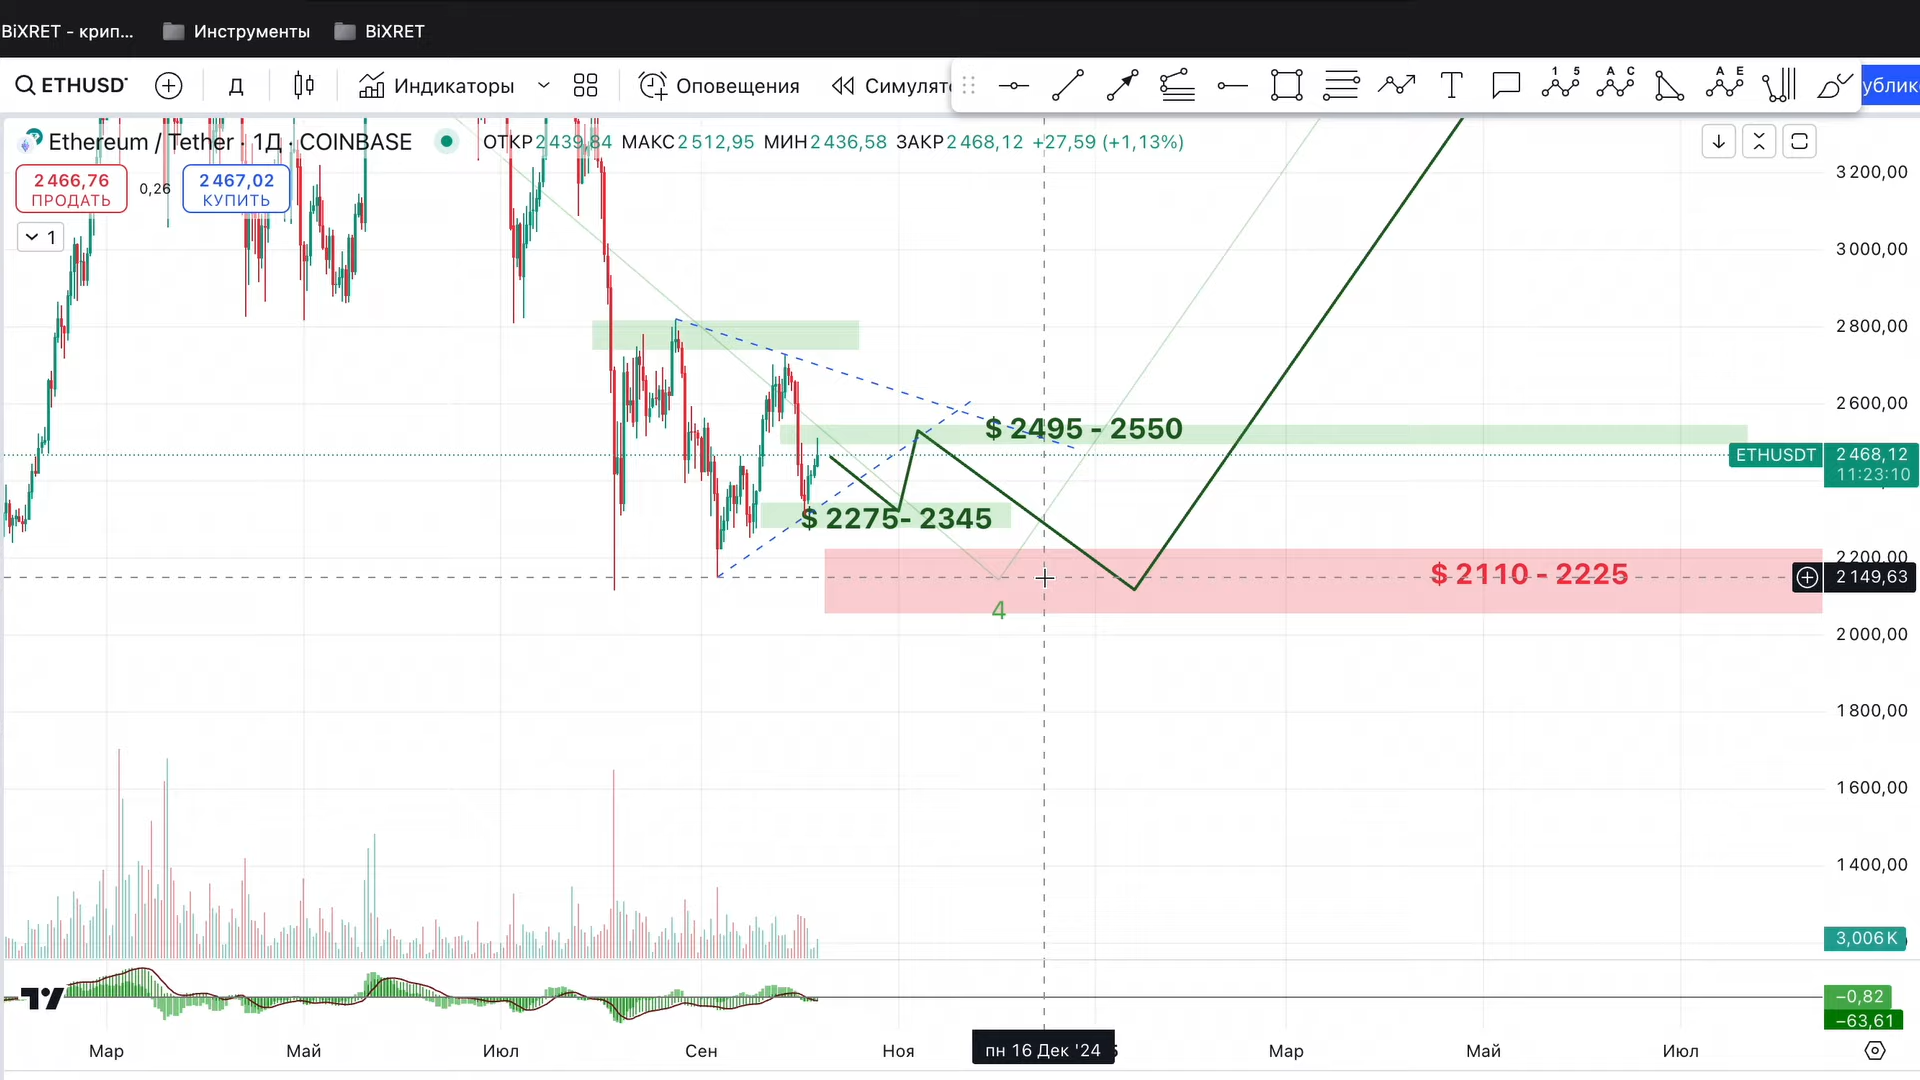 BiXRET - крип...
Инструменты
BiXRET
ETHUSDT
Д
Индикаторы
Оповещения
Симулят
ублик
Ethereum / Tether · 1Д · COINBASE
ОТКР 2 439,84 МАКС 2 512,95 МИН 2 436,58 ЗАКР 2 468,12 +27,59 (+1,13%)
2 466,76
ПРОДАТЬ
0,26
2 467,02
КУПИТЬ
1
3 200,00
3 000,00
2 800,00
2 600,00
$ 2495 - 2550
ETHUSDT
2 468,12
11:23:10
$ 2275- 2345
2 200,00
$ 2110 - 2225
2 149,63
4
2 000,00
1 800,00
1 600,00
1 400,00
3,006 K
−0,82
−63,61
Мар
Май
Июл
Сен
Ноя
пн 16 Дек '24
Мар
Май
Июл